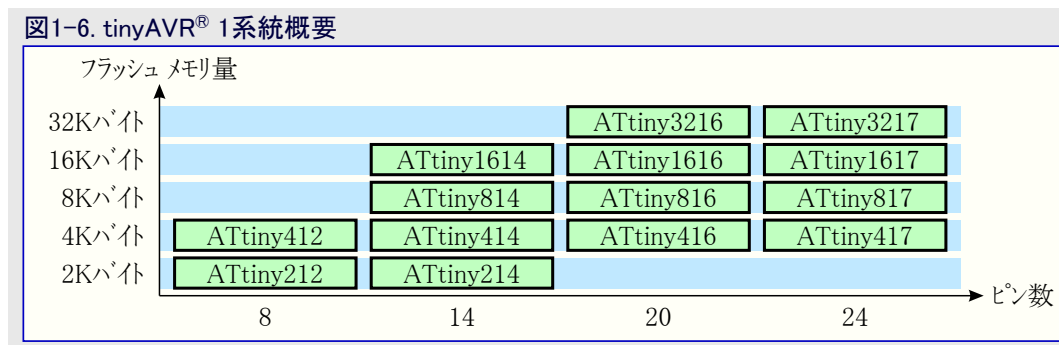 図1-6. tinyAVR® 1系統概要
フラッシュ メモリ量
32Kバイト ATtiny3216 ATtiny3217
16Kバイト ATtiny1614 ATtiny1616 ATtiny1617
8Kバイト ATtiny814 ATtiny816 ATtiny817
4Kバイト ATtiny412 ATtiny414 ATtiny416 ATtiny417
2Kバイト ATtiny212 ATtiny214
ピン数
8 14 20 24